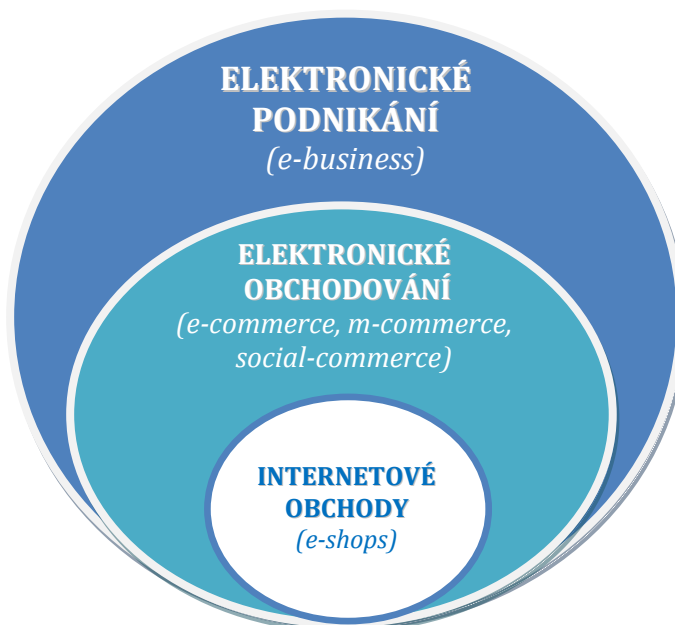 ELEKTRONICKÉ
PODNIKÁNÍ
(e-business)
ELEKTRONICKÉ
OBCHODOVÁNÍ
(e-commerce, m-commerce,
social-commerce)
INTERNETOVÉ
OBCHODY
(e-shops)